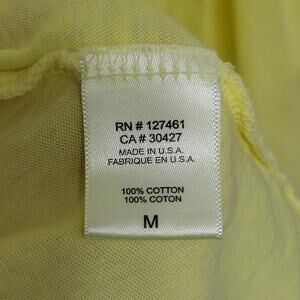 RN # 127461
CA # 30427
MADE IN U.S.A.
FABRIQUE EN U.S.A.
100% COTTON
100% COTON
M